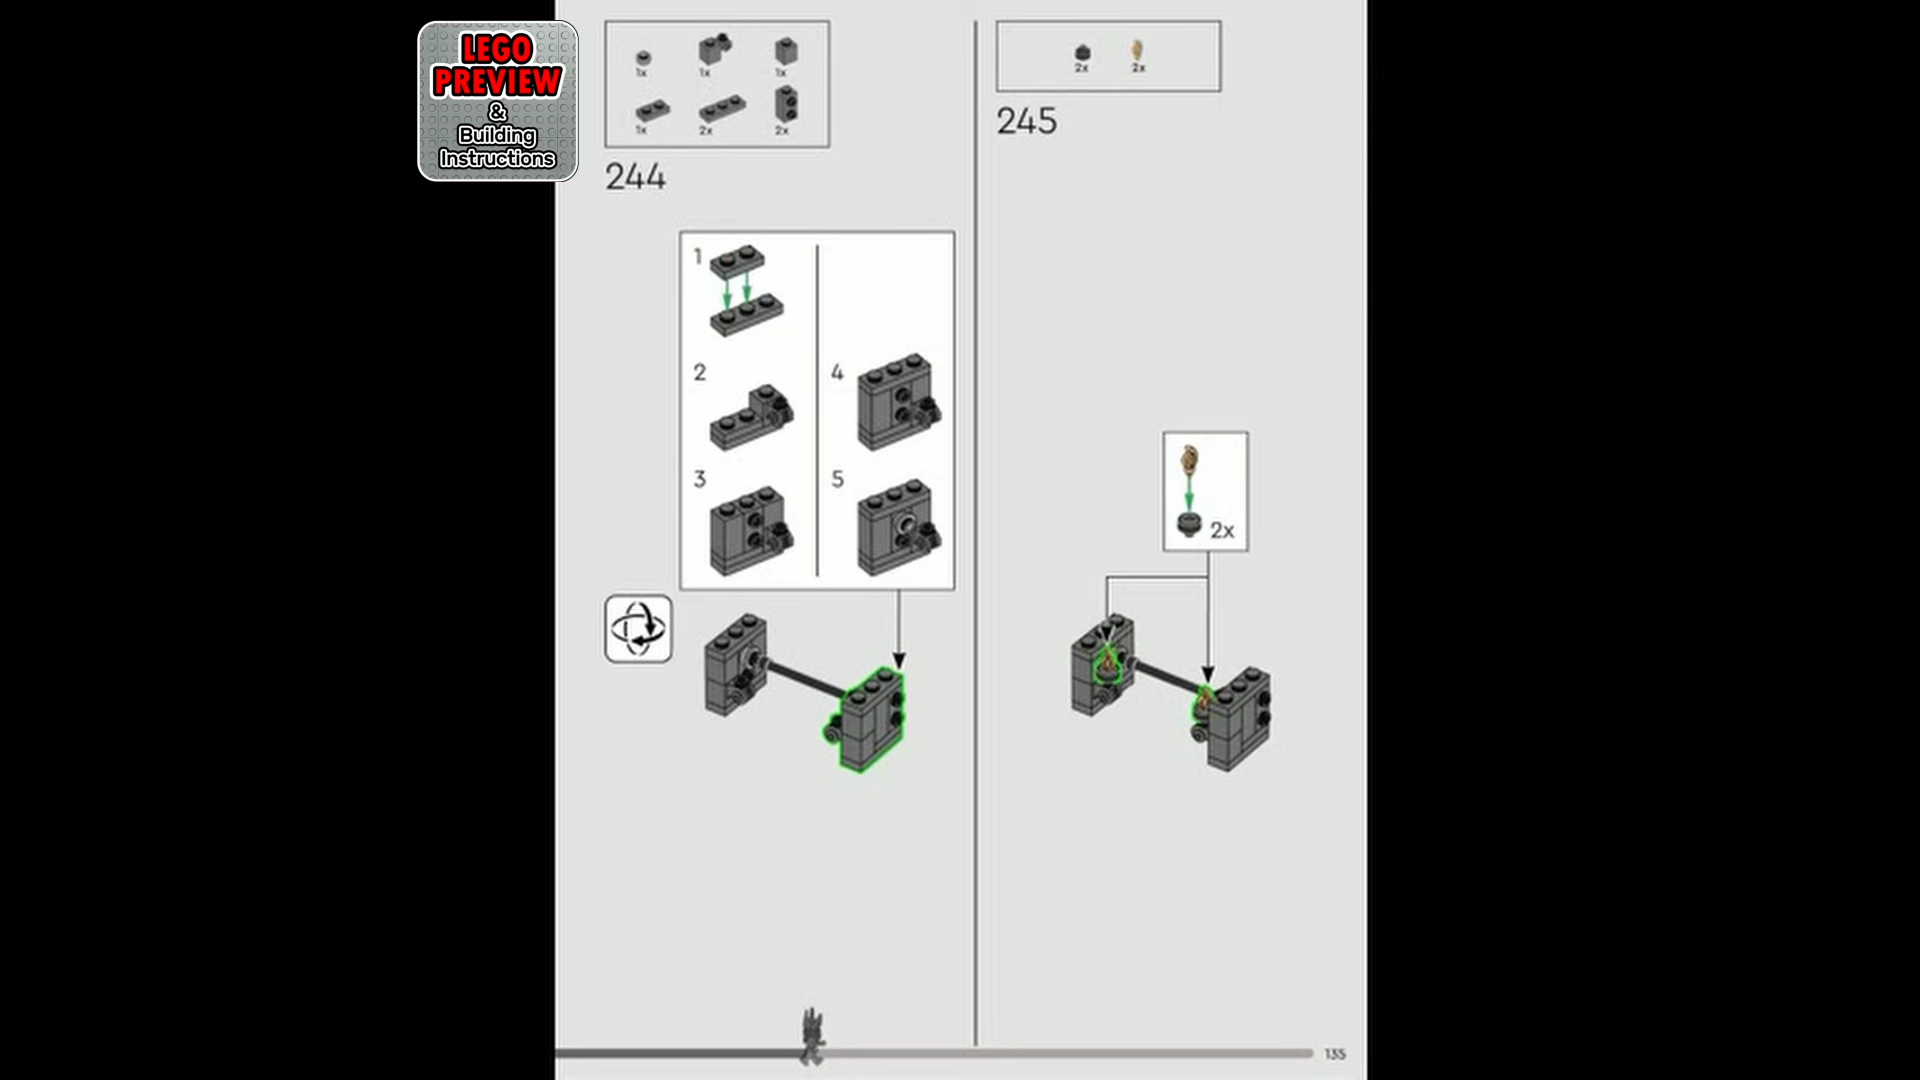 LEGO
PREVIEW
&
Building
Instructions
1x
1x
1x
1x
2x
2x
244
1
2
3
4
5
2x
2x
245
2x
135